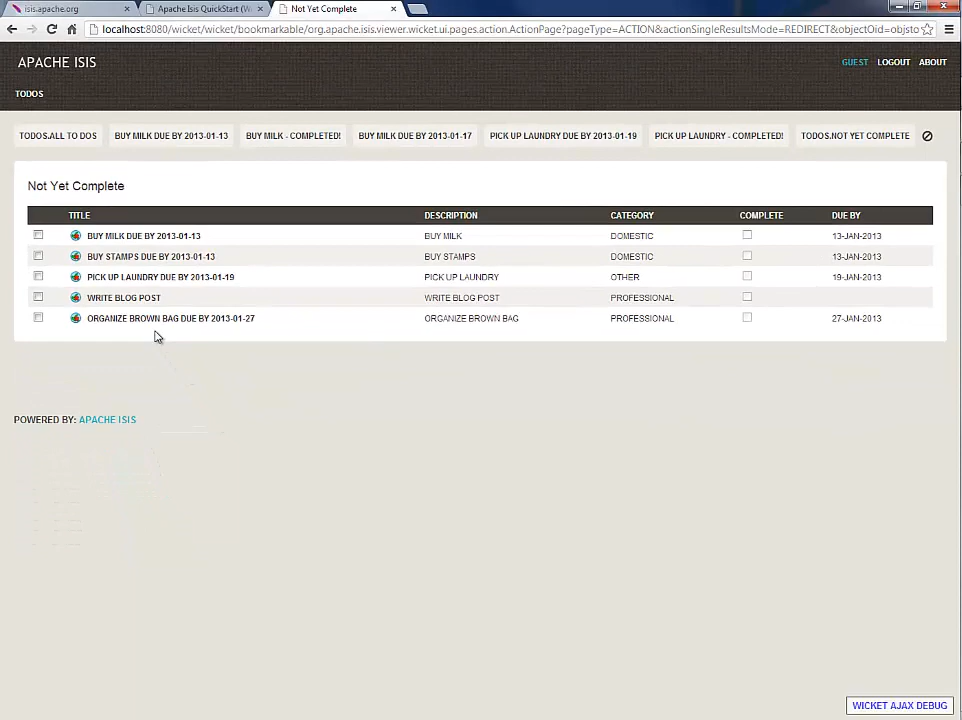 isis.apache.org
Apache Isis QuickStart (W
Not Yet Complete
localhost:8080/wicket/wicket/bookmarkable/org.apache.isis.viewer.wicket.ui.pages.action.ActionPage?pageType=ACTION&actionSingleResultsMode=REDIRECT&objectOid=objsto
APACHE ISIS
GUEST LOGOUT ABOUT
TODOS
TODOS.ALL TO DOS BUY MILK DUE BY 2013-01-13 BUY MILK - COMPLETED! BUY MILK DUE BY 2013-01-17 PICK UP LAUNDRY DUE BY 2013-01-19 PICK UP LAUNDRY - COMPLETED! TODOS.NOT YET COMPLETE
Not Yet Complete
TITLE DESCRIPTION CATEGORY COMPLETE DUE BY
BUY MILK DUE BY 2013-01-13 BUY MILK DOMESTIC 13-JAN-2013
BUY STAMPS DUE BY 2013-01-13 BUY STAMPS DOMESTIC 13-JAN-2013
PICK UP LAUNDRY DUE BY 2013-01-19 PICK UP LAUNDRY OTHER 19-JAN-2013
WRITE BLOG POST WRITE BLOG POST PROFESSIONAL
ORGANIZE BROWN BAG DUE BY 2013-01-27 ORGANIZE BROWN BAG PROFESSIONAL 27-JAN-2013
POWERED BY: APACHE ISIS
WICKET AJAX DEBUG